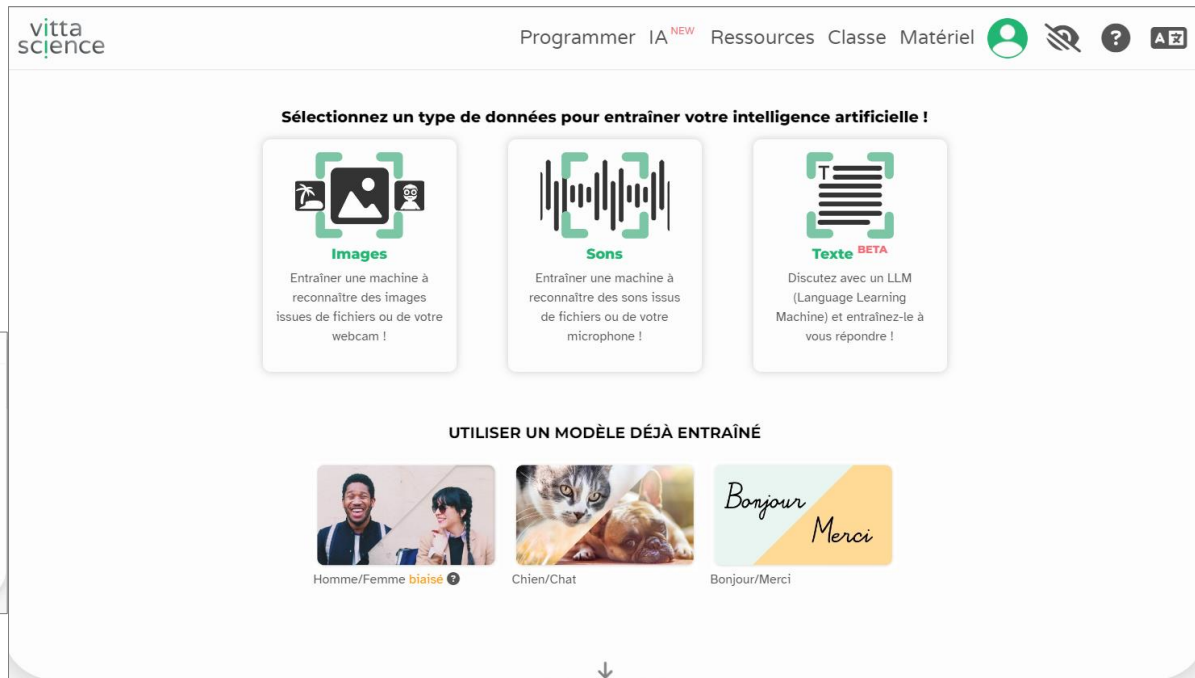 vitta
science
Programmer IA NEW Ressources Classe Matériel
Sélectionnez un type de données pour entraîner votre intelligence artificielle !
Images
Entraîner une machine à
reconnaître des images
issues de fichiers ou de votre
webcam !
Sons
Entraîner une machine à
reconnaître des sons issus
de fichiers ou de votre
microphone !
Texte BETA
Discutez avec un LLM
(Language Learning
Machine) et entraînez-le à
vous répondre !
UTILISER UN MODÈLE DÉJÀ ENTRAÎNÉ
Bonjour
Merci
Homme/Femme biaisé
Chien/Chat
Bonjour/Merci